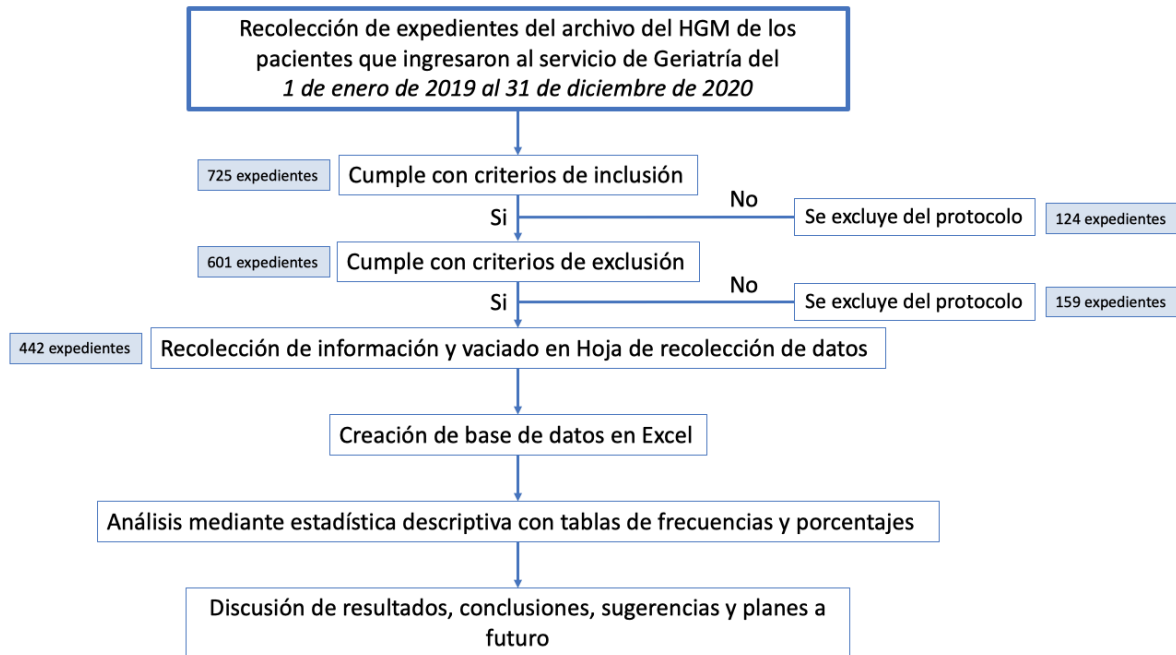 Recolección de expedientes del archivo del HGM de los
pacientes que ingresaron al servicio de Geriatría del
1 de enero de 2019 al 31 de diciembre de 2020
725 expedientes
Cumple con criterios de inclusión
No
Si
Se excluye del protocolo
124 expedientes
601 expedientes
Cumple con criterios de exclusión
No
Si
Se excluye del protocolo
159 expedientes
442 expedientes
Recolección de información y vaciado en Hoja de recolección de datos
Creación de base de datos en Excel
Análisis mediante estadística descriptiva con tablas de frecuencias y porcentajes
Discusión de resultados, conclusiones, sugerencias y planes a
futuro